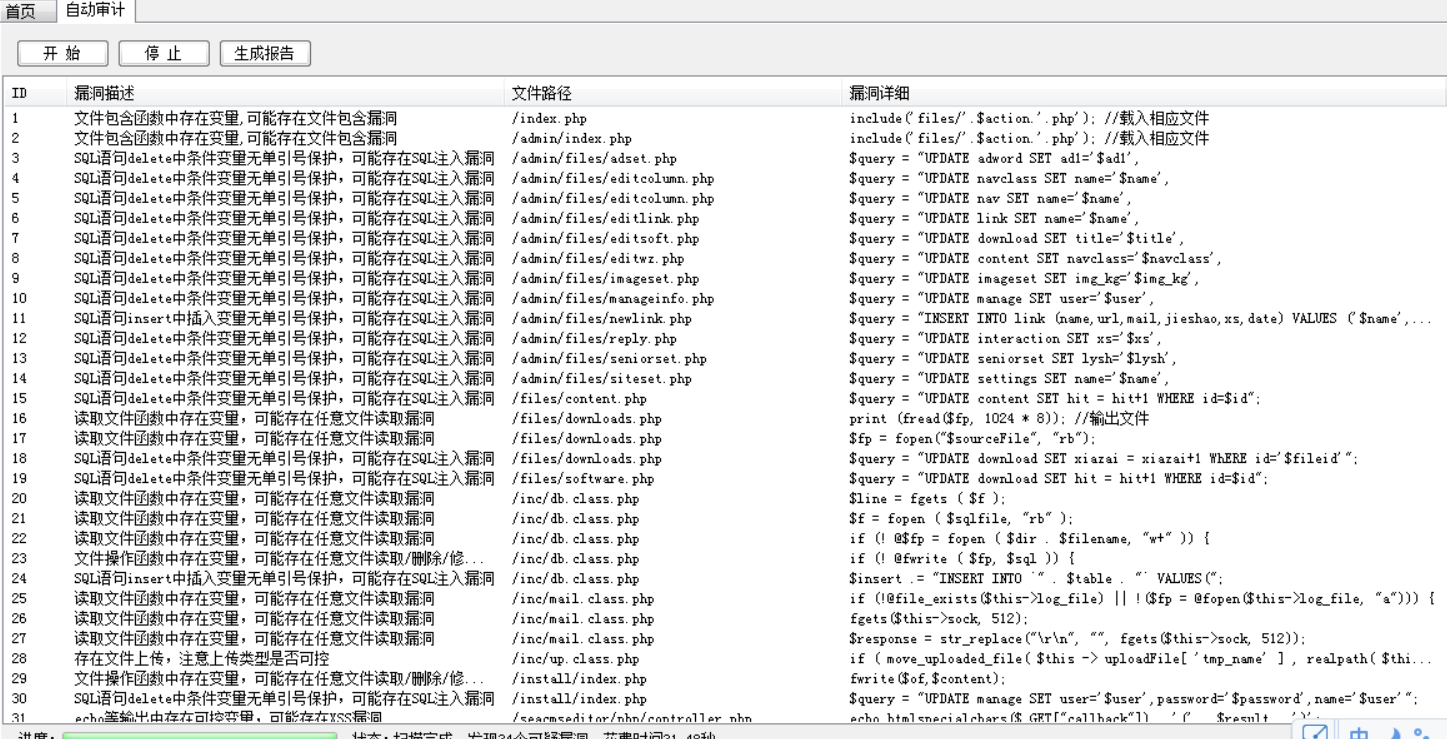 首页 自动审计
开 始 停 止 生成报告
ID 漏洞描述 文件路径 漏洞详细
1 文件包含函数中存在变量,可能存在文件包含漏洞 /index.php include('files/'.$action.'.php'); //载入相应文件
2 文件包含函数中存在变量,可能存在文件包含漏洞 /admin/index.php include('files/'.$action.'.php'); //载入相应文件
3 SQL语句delete中条件变量无单引号保护，可能存在SQL注入漏洞 /admin/files/adset.php $query = "UPDATE adword SET ad1='$ad1',
4 SQL语句delete中条件变量无单引号保护，可能存在SQL注入漏洞 /admin/files/editcolumn.php $query = "UPDATE navclass SET name='$name',
5 SQL语句delete中条件变量无单引号保护，可能存在SQL注入漏洞 /admin/files/editcolumn.php $query = "UPDATE nav SET name='$name',
6 SQL语句delete中条件变量无单引号保护，可能存在SQL注入漏洞 /admin/files/editlink.php $query = "UPDATE link SET name='$name',
7 SQL语句delete中条件变量无单引号保护，可能存在SQL注入漏洞 /admin/files/editsoft.php $query = "UPDATE download SET title='$title',
8 SQL语句delete中条件变量无单引号保护，可能存在SQL注入漏洞 /admin/files/editwz.php $query = "UPDATE content SET navclass='$navclass',
9 SQL语句delete中条件变量无单引号保护，可能存在SQL注入漏洞 /admin/files/imageset.php $query = "UPDATE imageset SET img_kg='$img_kg',
10 SQL语句delete中条件变量无单引号保护，可能存在SQL注入漏洞 /admin/files/manageinfo.php $query = "UPDATE manage SET user='$user',
11 SQL语句insert中插入变量无单引号保护，可能存在SQL注入漏洞 /admin/files/newlink.php $query = "INSERT INTO link (name,url,mail,jieshao,xs,date) VALUES ('$name',...
12 SQL语句delete中条件变量无单引号保护，可能存在SQL注入漏洞 /admin/files/reply.php $query = "UPDATE interaction SET xs='$xs',
13 SQL语句delete中条件变量无单引号保护，可能存在SQL注入漏洞 /admin/files/seniorset.php $query = "UPDATE seniorset SET lysh='$lysh',
14 SQL语句delete中条件变量无单引号保护，可能存在SQL注入漏洞 /admin/files/siteset.php $query = "UPDATE settings SET name='$name',
15 SQL语句delete中条件变量无单引号保护，可能存在SQL注入漏洞 /files/content.php $query = "UPDATE content SET hit = hit+1 WHERE id=$id";
16 读取文件函数中存在变量，可能存在任意文件读取漏洞 /files/downloads.php print (fread($fp, 1024 * 8)); //输出文件
17 读取文件函数中存在变量，可能存在任意文件读取漏洞 /files/downloads.php $fp = fopen("$sourceFile", "rb");
18 SQL语句delete中条件变量无单引号保护，可能存在SQL注入漏洞 /files/downloads.php $query = "UPDATE download SET xiazai = xiazai+1 WhERE id='$fileid'";
19 SQL语句delete中条件变量无单引号保护，可能存在SQL注入漏洞 /files/software.php $query = "UPDATE download SET hit = hit+1 WHERE id=$id";
20 读取文件函数中存在变量，可能存在任意文件读取漏洞 /inc/db.class.php $line = fgets ( $f );
21 读取文件函数中存在变量，可能存在任意文件读取漏洞 /inc/db.class.php $f = fopen ( $sqlfile, "rb" );
22 读取文件函数中存在变量，可能存在任意文件读取漏洞 /inc/db.class.php if (! @$fp = fopen ( $dir . $filename, "w+" )) {
23 文件操作函数中存在变量，可能存在任意文件读取/删除/修... /inc/db.class.php if (! @fwrite ( $fp, $sql )) {
24 SQL语句insert中插入变量无单引号保护，可能存在SQL注入漏洞 /inc/db.class.php $insert .= "INSERT INTO `" . $table . "` VALUES(";
25 读取文件函数中存在变量，可能存在任意文件读取漏洞 /inc/mail.class.php if (!@file_exists($this->log_file) || !($fp = @fopen($this->log_file, "a"))) {
26 读取文件函数中存在变量，可能存在任意文件读取漏洞 /inc/mail.class.php fgets($this->sock, 512);
27 读取文件函数中存在变量，可能存在任意文件读取漏洞 /inc/mail.class.php $response = str_replace("\r\n", "", fgets($this->sock, 512));
28 存在文件上传，注意上传类型是否可控 /inc/up.class.php if ( move_uploaded_file( $this -> uploadFile[ 'tmp_name' ] , realpath( $thi...
29 文件操作函数中存在变量，可能存在任意文件读取/删除/修... /install/index.php fwrite($of,$content);
30 SQL语句delete中条件变量无单引号保护，可能存在SQL注入漏洞 /install/index.php $query = "UPDATE manage SET user='$user',password='$password',name='$user'";
31 echo等输出中存在可控变量，可能存在XSS漏洞 /seacmseditor/php/controller.php echo htmlspecialchars($_GET["callback"]) . '(' . $result . ')';
进度: 状态：扫描完成，发现34个可疑漏洞，花费时间31.48秒 中